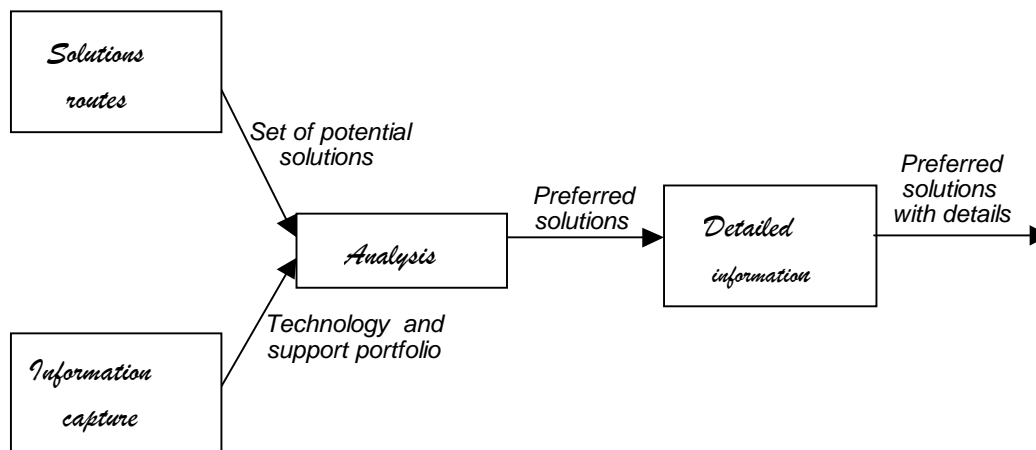 Solutions
routes
Set of potential
solutions
Analysis
Preferred
solutions
Detailed
information
Preferred
solutions
with details
Technology and
support portfolio
Information
capture